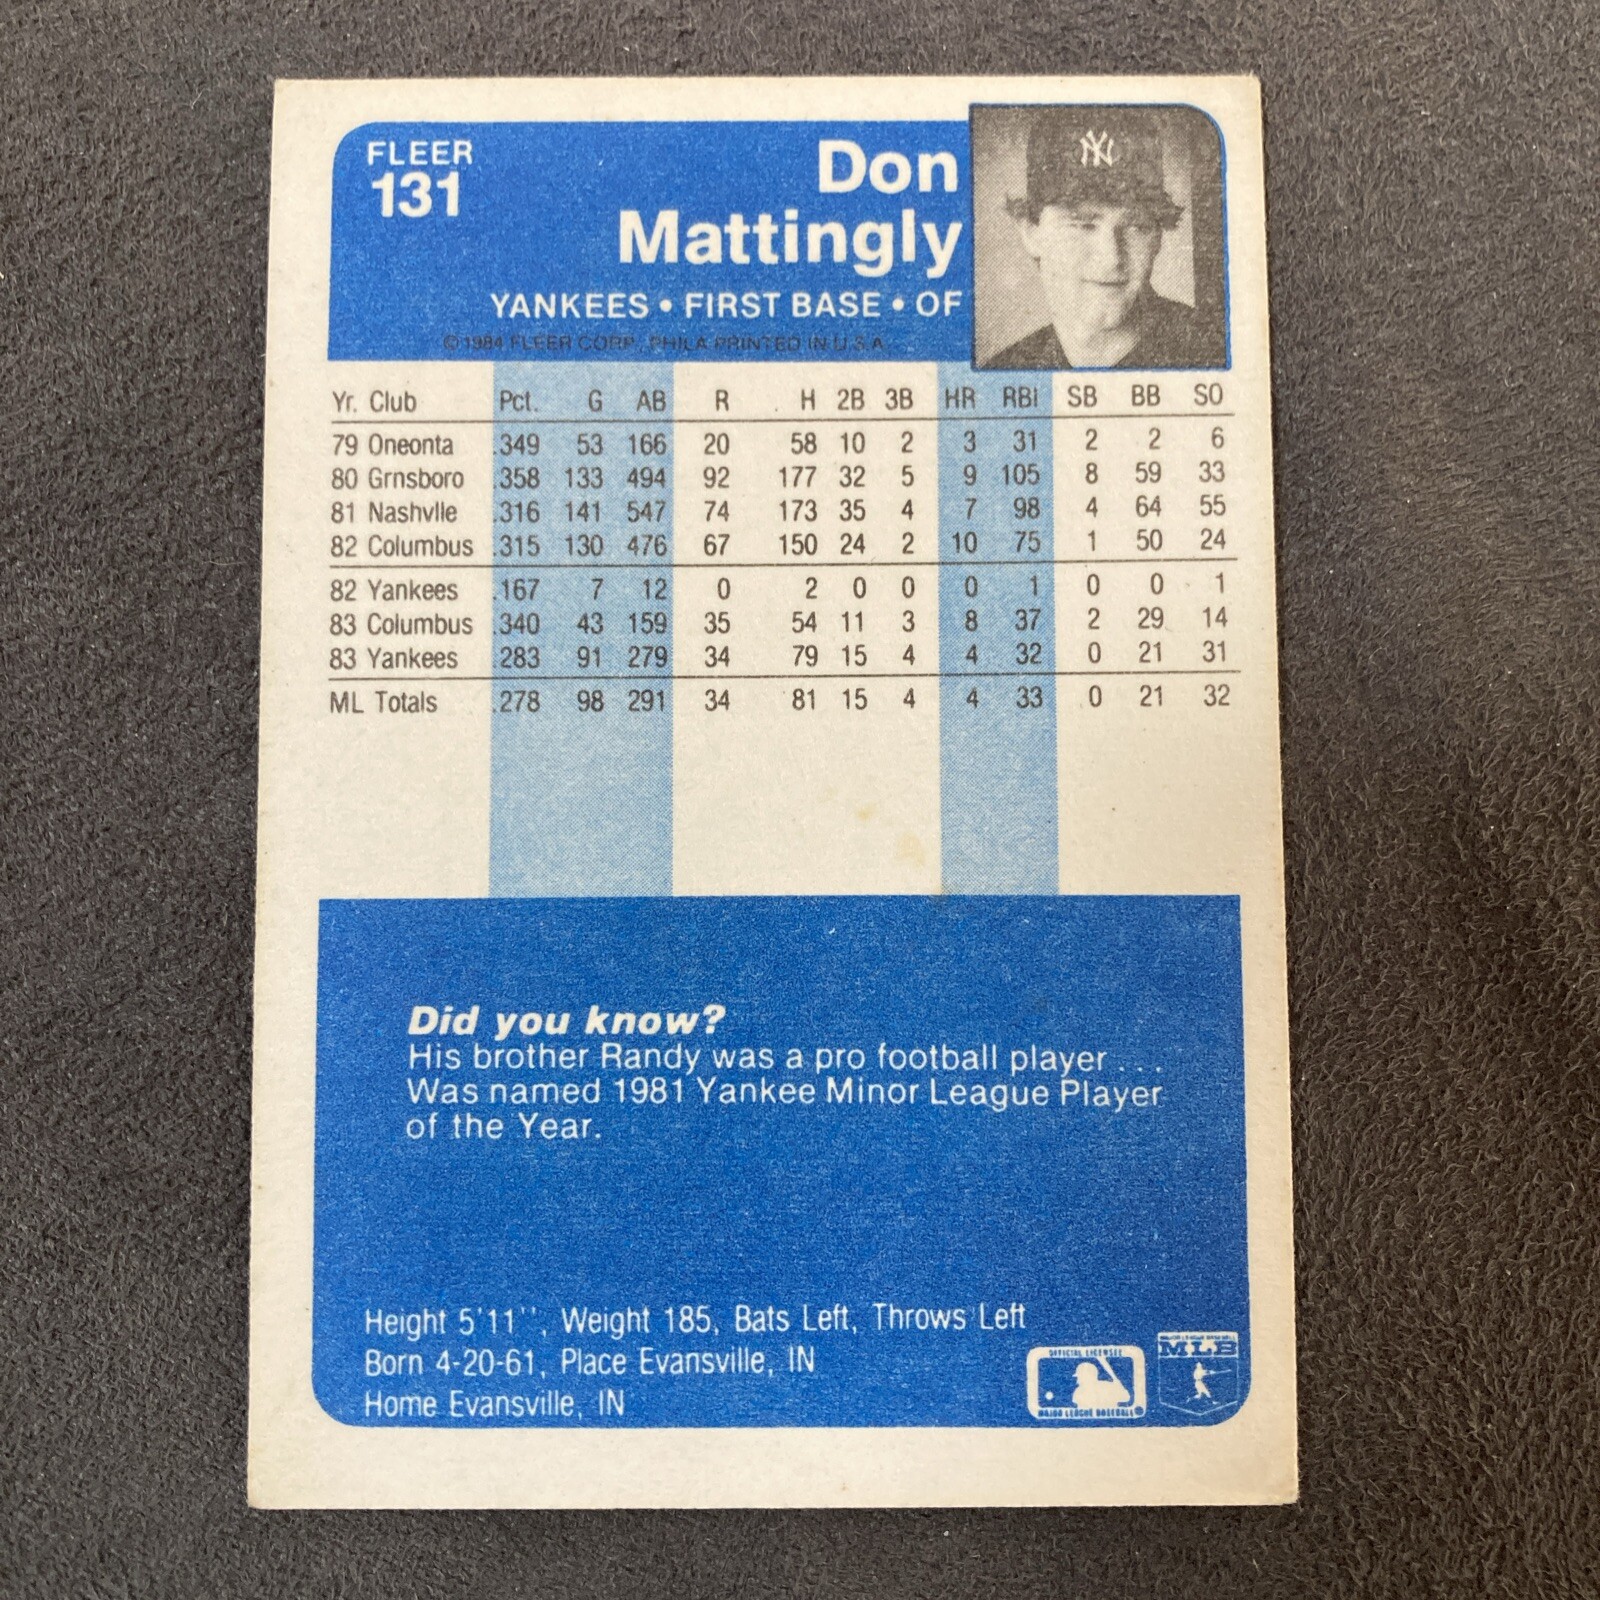 FLEER
131
Don
Mattingly
YANKEES • FIRST BASE • OF
© 1984 FLEER CORP. PHILA PRINTED IN U.S.A.
NY
Yr. Club Pct. G AB R H 2B 3B HR RBI SB BB SO
79 Oneonta .349 53 166 20 58 10 2 3 31 2 2 6
80 Grnsboro .358 133 494 92 177 32 5 9 105 8 59 33
81 Nashvlle .316 141 547 74 173 35 4 7 98 4 64 55
82 Columbus .315 130 476 67 150 24 2 10 75 1 50 24
82 Yankees .167 7 12 0 2 0 0 0 1 0 0 1
83 Columbus .340 43 159 35 54 11 3 8 37 2 29 14
83 Yankees .283 91 279 34 79 15 4 4 32 0 21 31
ML Totals .278 98 291 34 81 15 4 4 33 0 21 32
Did you know?
His brother Randy was a pro football player . . .
Was named 1981 Yankee Minor League Player
of the Year.
Height 5'11'', Weight 185, Bats Left, Throws Left
Born 4-20-61, Place Evansville, IN
Home Evansville, IN
OFFICIAL LICENSEE
MAJOR LEAGUE BASEBALL®
MAJOR LEAGUE BASEBALL
MLB